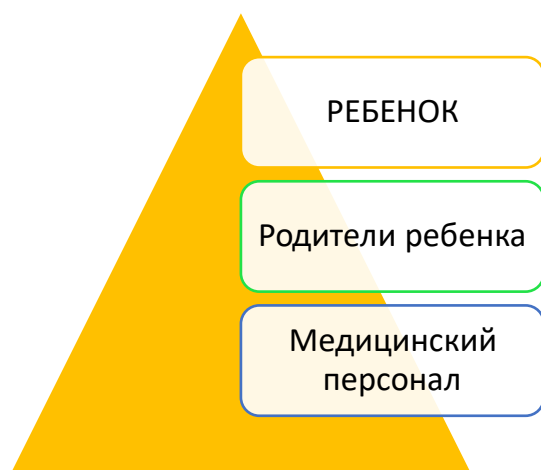 РЕБЕНОК
Родители ребенка
Медицинский
персонал